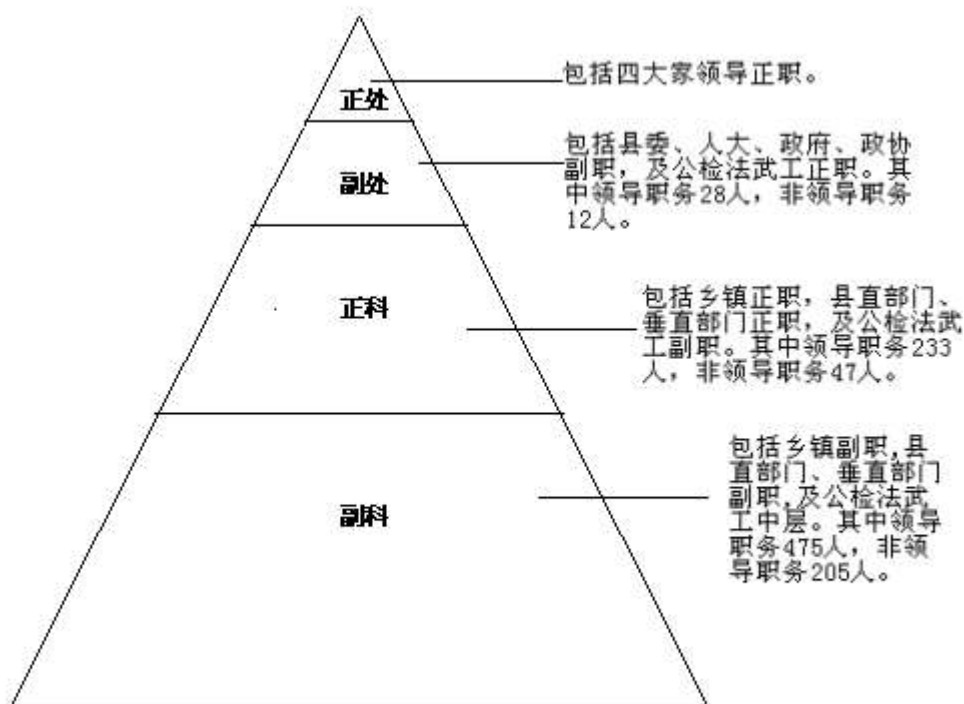 正处
包括四大家领导正职。
副处
包括县委、人大、政府、政协
副职，及公检法武工正职。其
中领导职务28人，非领导职务
12人。
正科
包括乡镇正职，县直部门、
垂直部门正职，及公检法武
工副职。其中领导职务233
人，非领导职务47人。
副科
包括乡镇副职,县
直部门、垂直部门
副职,及公检法武
工中层。其中领导
职务475人，非领
导职务205人。